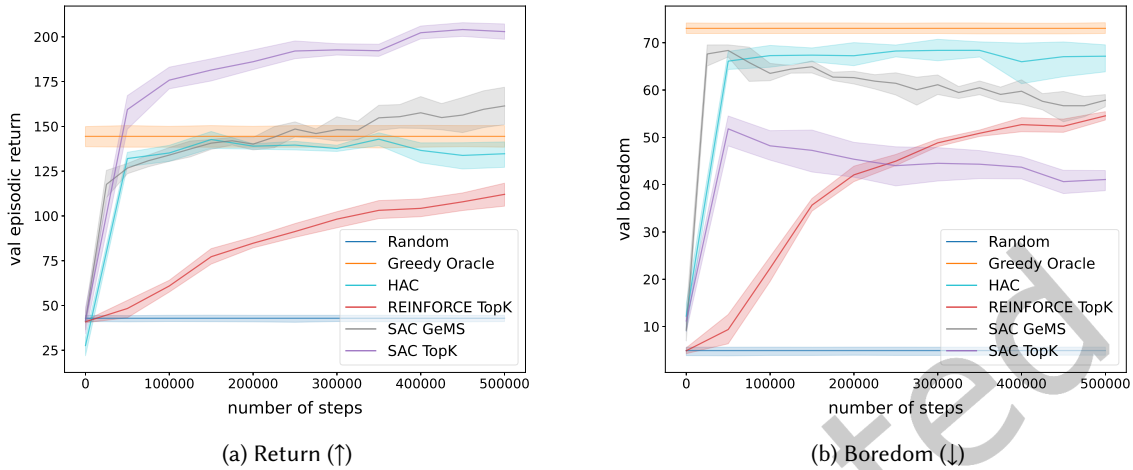 200
175
150
125
100
75
50
25
val episodic return
0 100000 200000 300000 400000 500000
number of steps
Random
Greedy Oracle
HAC
REINFORCE TopK
SAC GeMS
SAC TopK
(a) Return (↑)
70
60
50
40
30
20
10
val boredom
0 100000 200000 300000 400000 500000
number of steps
Random
Greedy Oracle
HAC
REINFORCE TopK
SAC GeMS
SAC TopK
(b) Boredom (↓)
ted